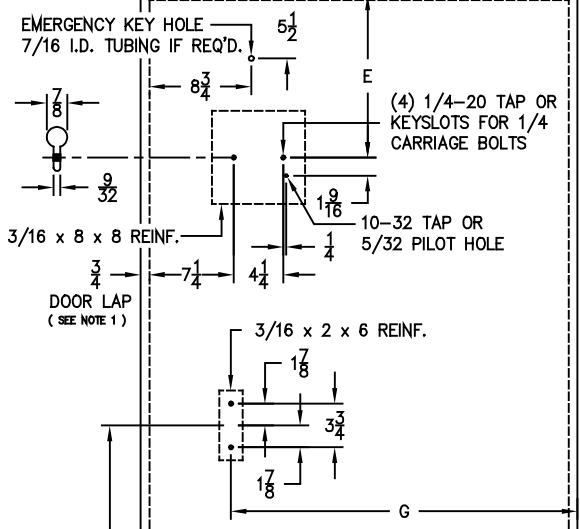 EMERGENCY KEY HOLE
7/16 I.D. TUBING IF REQ'D.
5 1/2
8 3/4
E
7/8
(4) 1/4-20 TAP OR
KEYSLOTS FOR 1/4
CARRIAGE BOLTS
9/32
1 9/16
3/16 x 8 x 8 REINF.
10-32 TAP OR
5/32 PILOT HOLE
1/4
3/4
7 1/4
4 1/4
DOOR LAP
( SEE NOTE 1 )
3/16 x 2 x 6 REINF.
1 7/8
3 3/4
1 7/8
G